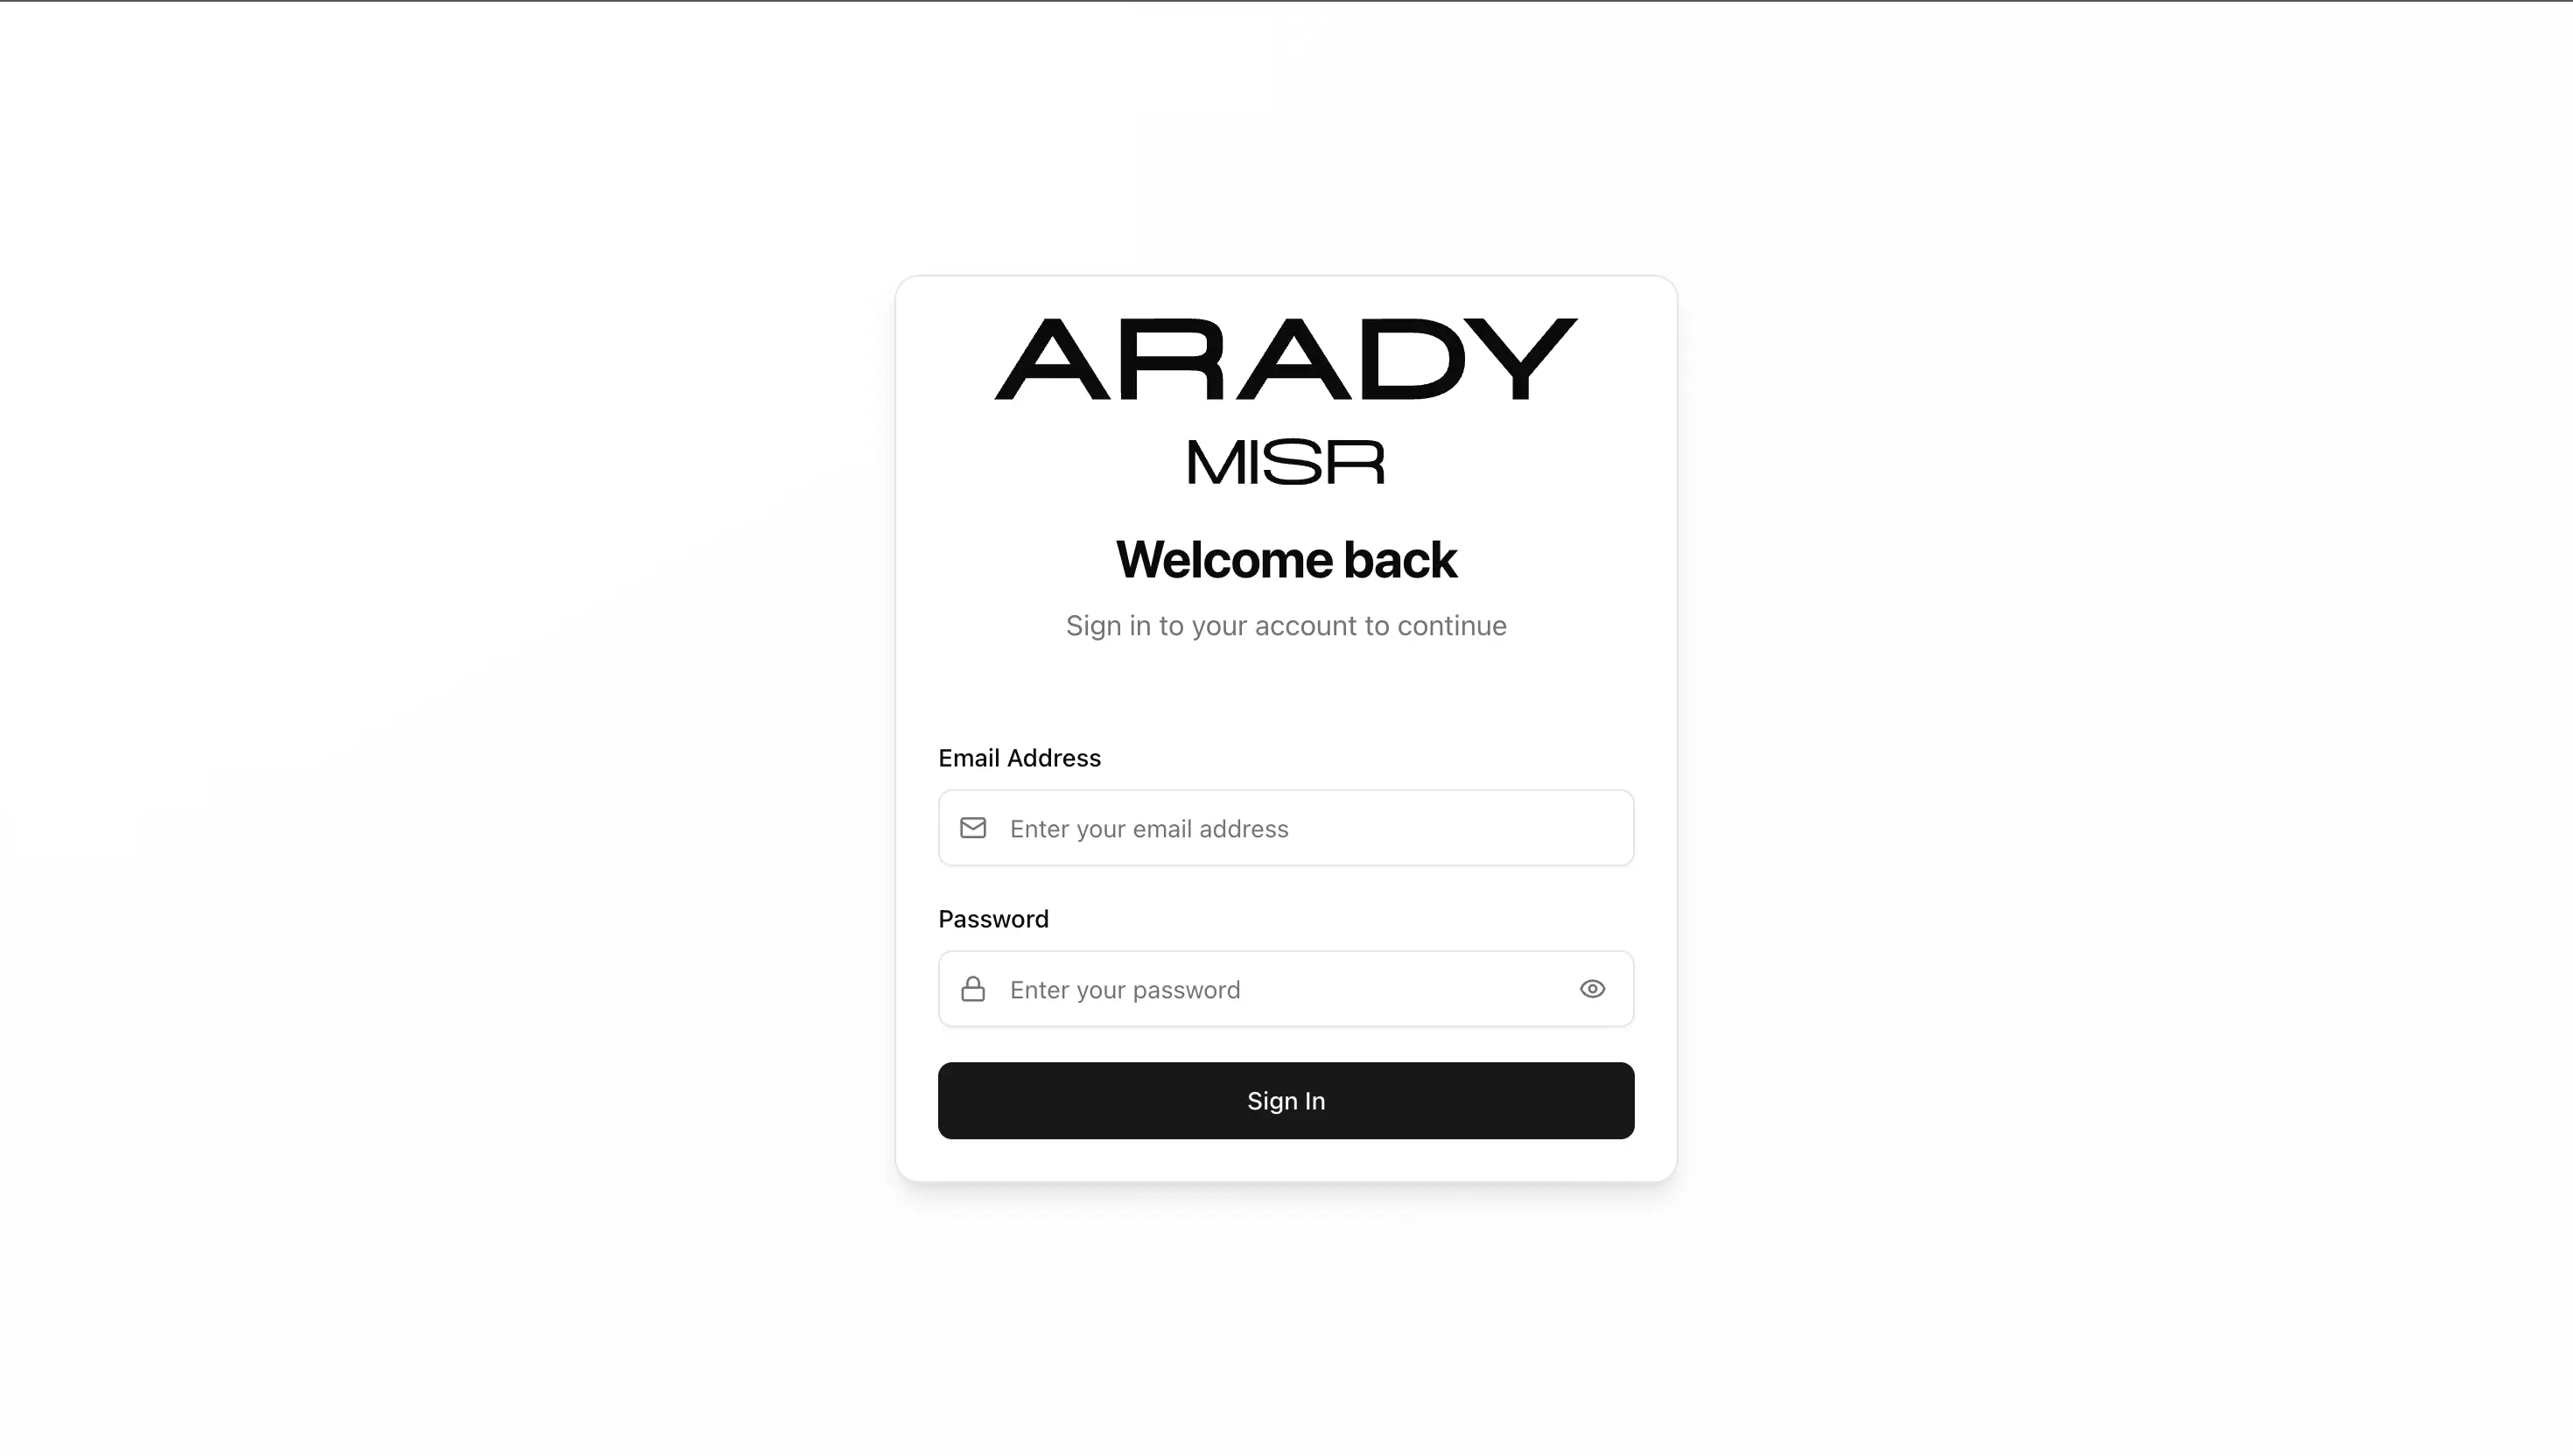 ARADY
MISR
Welcome back
Sign in to your account to continue
Email Address
Enter your email address
Password
Enter your password
Sign In